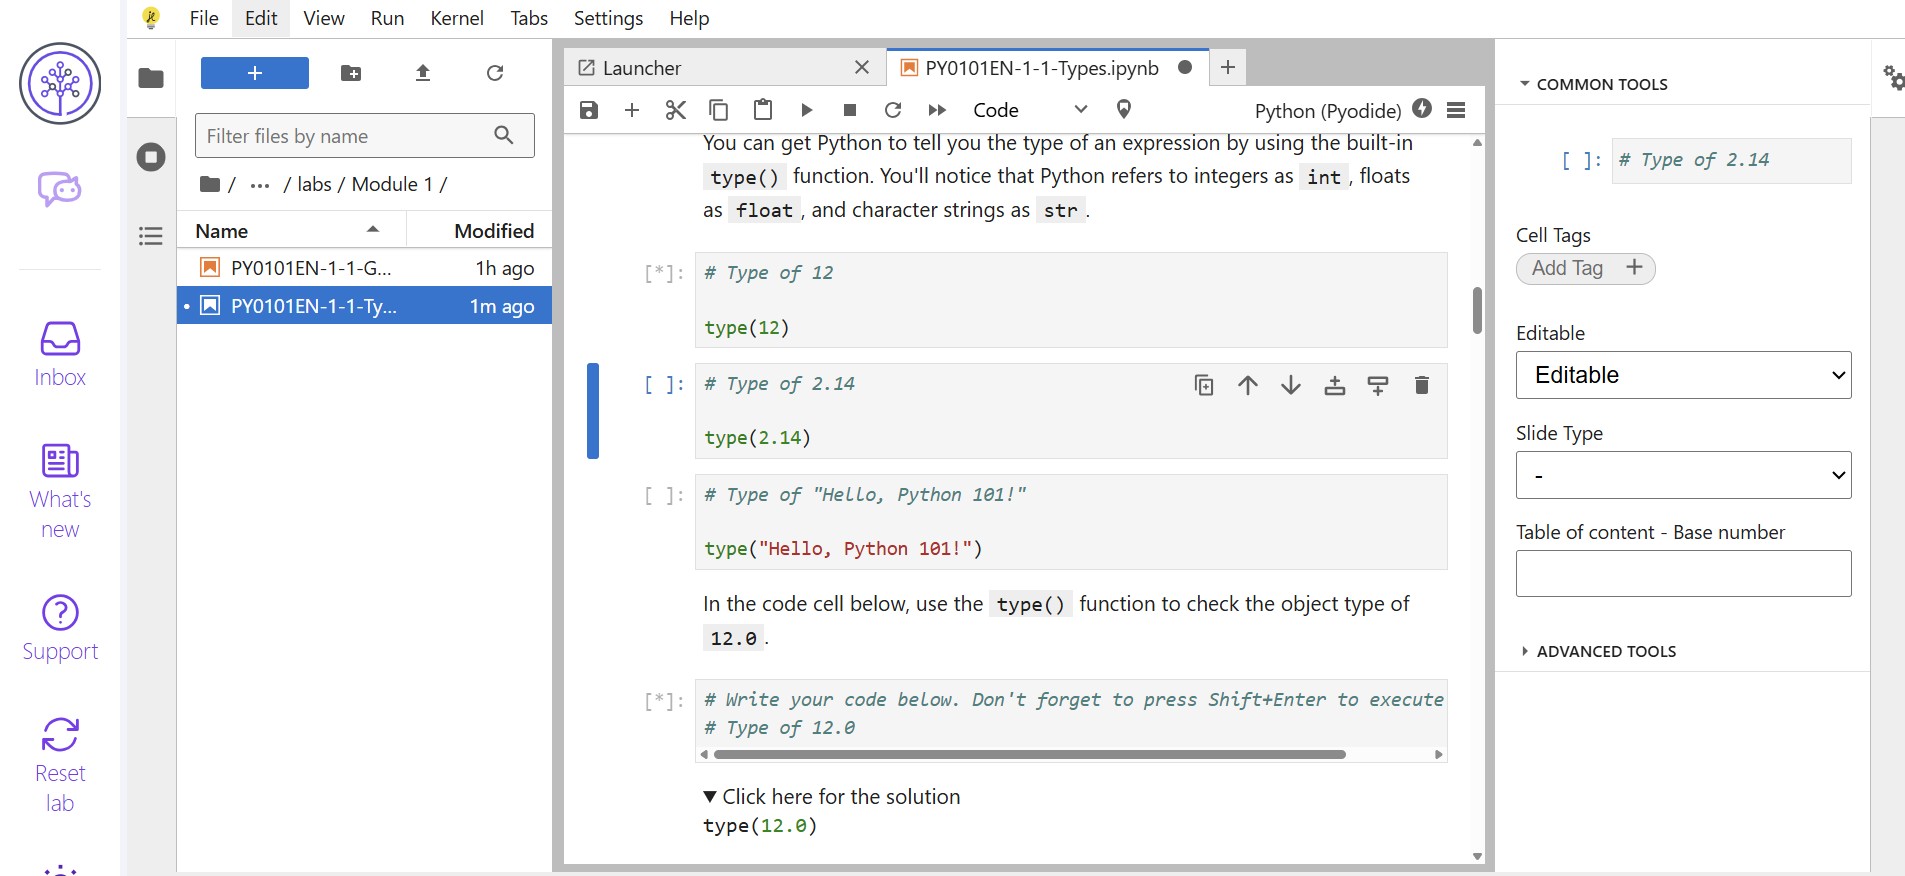 File Edit View Run Kernel Tabs Settings Help
Inbox
What's
new
Support
Reset
lab
+
Filter files by name
/ ... / labs / Module 1 /
Name Modified
PY0101EN-1-1-G... 1h ago
• PY0101EN-1-1-Ty... 1m ago
Launcher
PY0101EN-1-1-Types.ipynb
Code
Python (Pyodide)
You can get Python to tell you the type of an expression by using the built-in
type() function. You'll notice that Python refers to integers as int, floats
as float, and character strings as str.
[*]: # Type of 12
type(12)
[ ]: # Type of 2.14
type(2.14)
[ ]: # Type of "Hello, Python 101!"
type("Hello, Python 101!")
In the code cell below, use the type() function to check the object type of
12.0.
[*]: # Write your code below. Don't forget to press Shift+Enter to execute
# Type of 12.0
▼ Click here for the solution
type(12.0)
COMMON TOOLS
[ ]: # Type of 2.14
Cell Tags
Add Tag +
Editable
Editable
Slide Type
-
Table of content - Base number
ADVANCED TOOLS